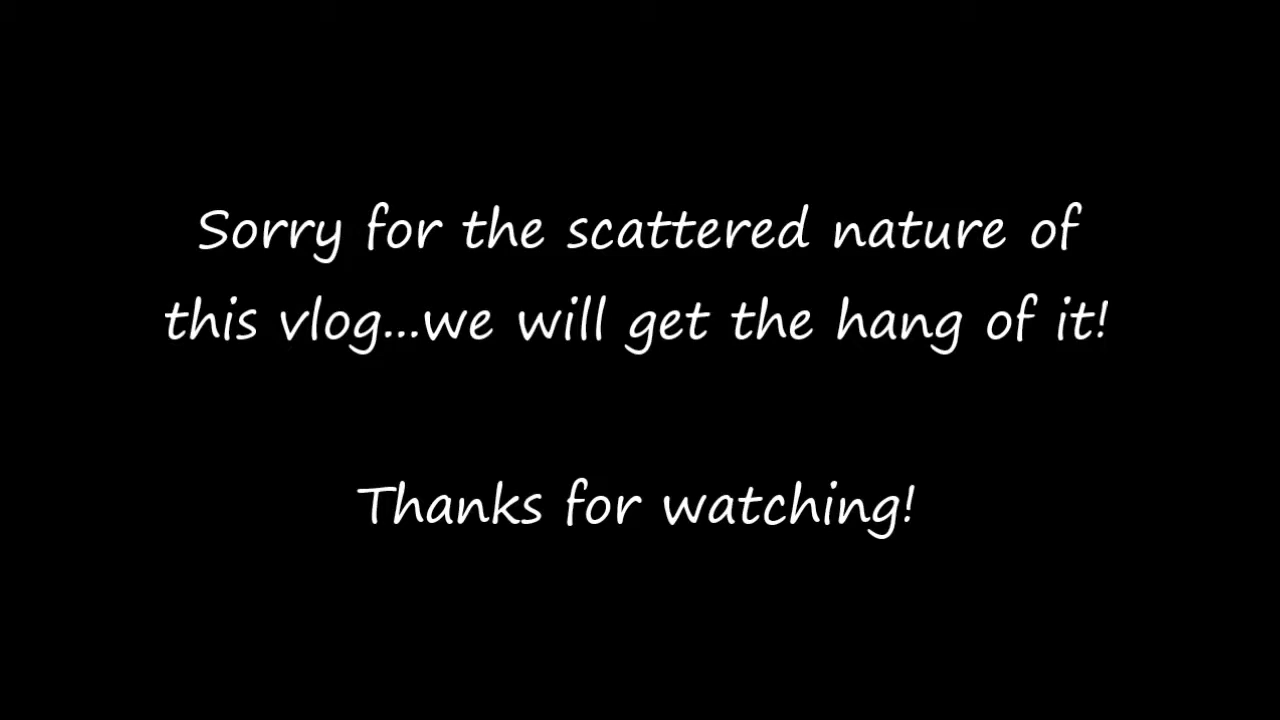 Sorry for the scattered nature of
this vlog...we will get the hang of it!
Thanks for watching!